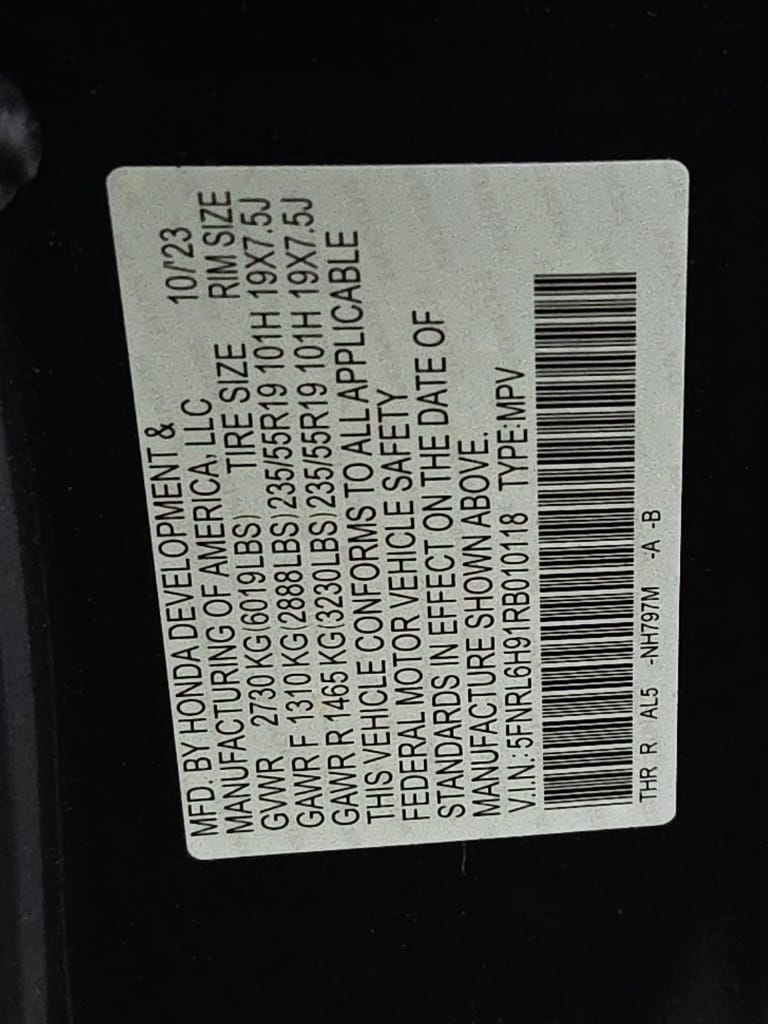 MFD. BY HONDA DEVELOPMENT & 10/23
MANUFACTURING OF AMERICA, LLC
TIRE SIZE RIM SIZE
GVWR 2730 KG(6019LBS)
GAWR F 1310 KG(2888LBS)235/55R19 101H 19X7.5J
GAWR R 1465 KG(3230LBS)235/55R19 101H 19X7.5J
THIS VEHICLE CONFORMS TO ALL APPLICABLE
FEDERAL MOTOR VEHICLE SAFETY
STANDARDS IN EFFECT ON THE DATE OF
MANUFACTURE SHOWN ABOVE.
V.I.N.:5FNRL6H91RB010118 TYPE:MPV
THR R AL5 -NH797M -A -B